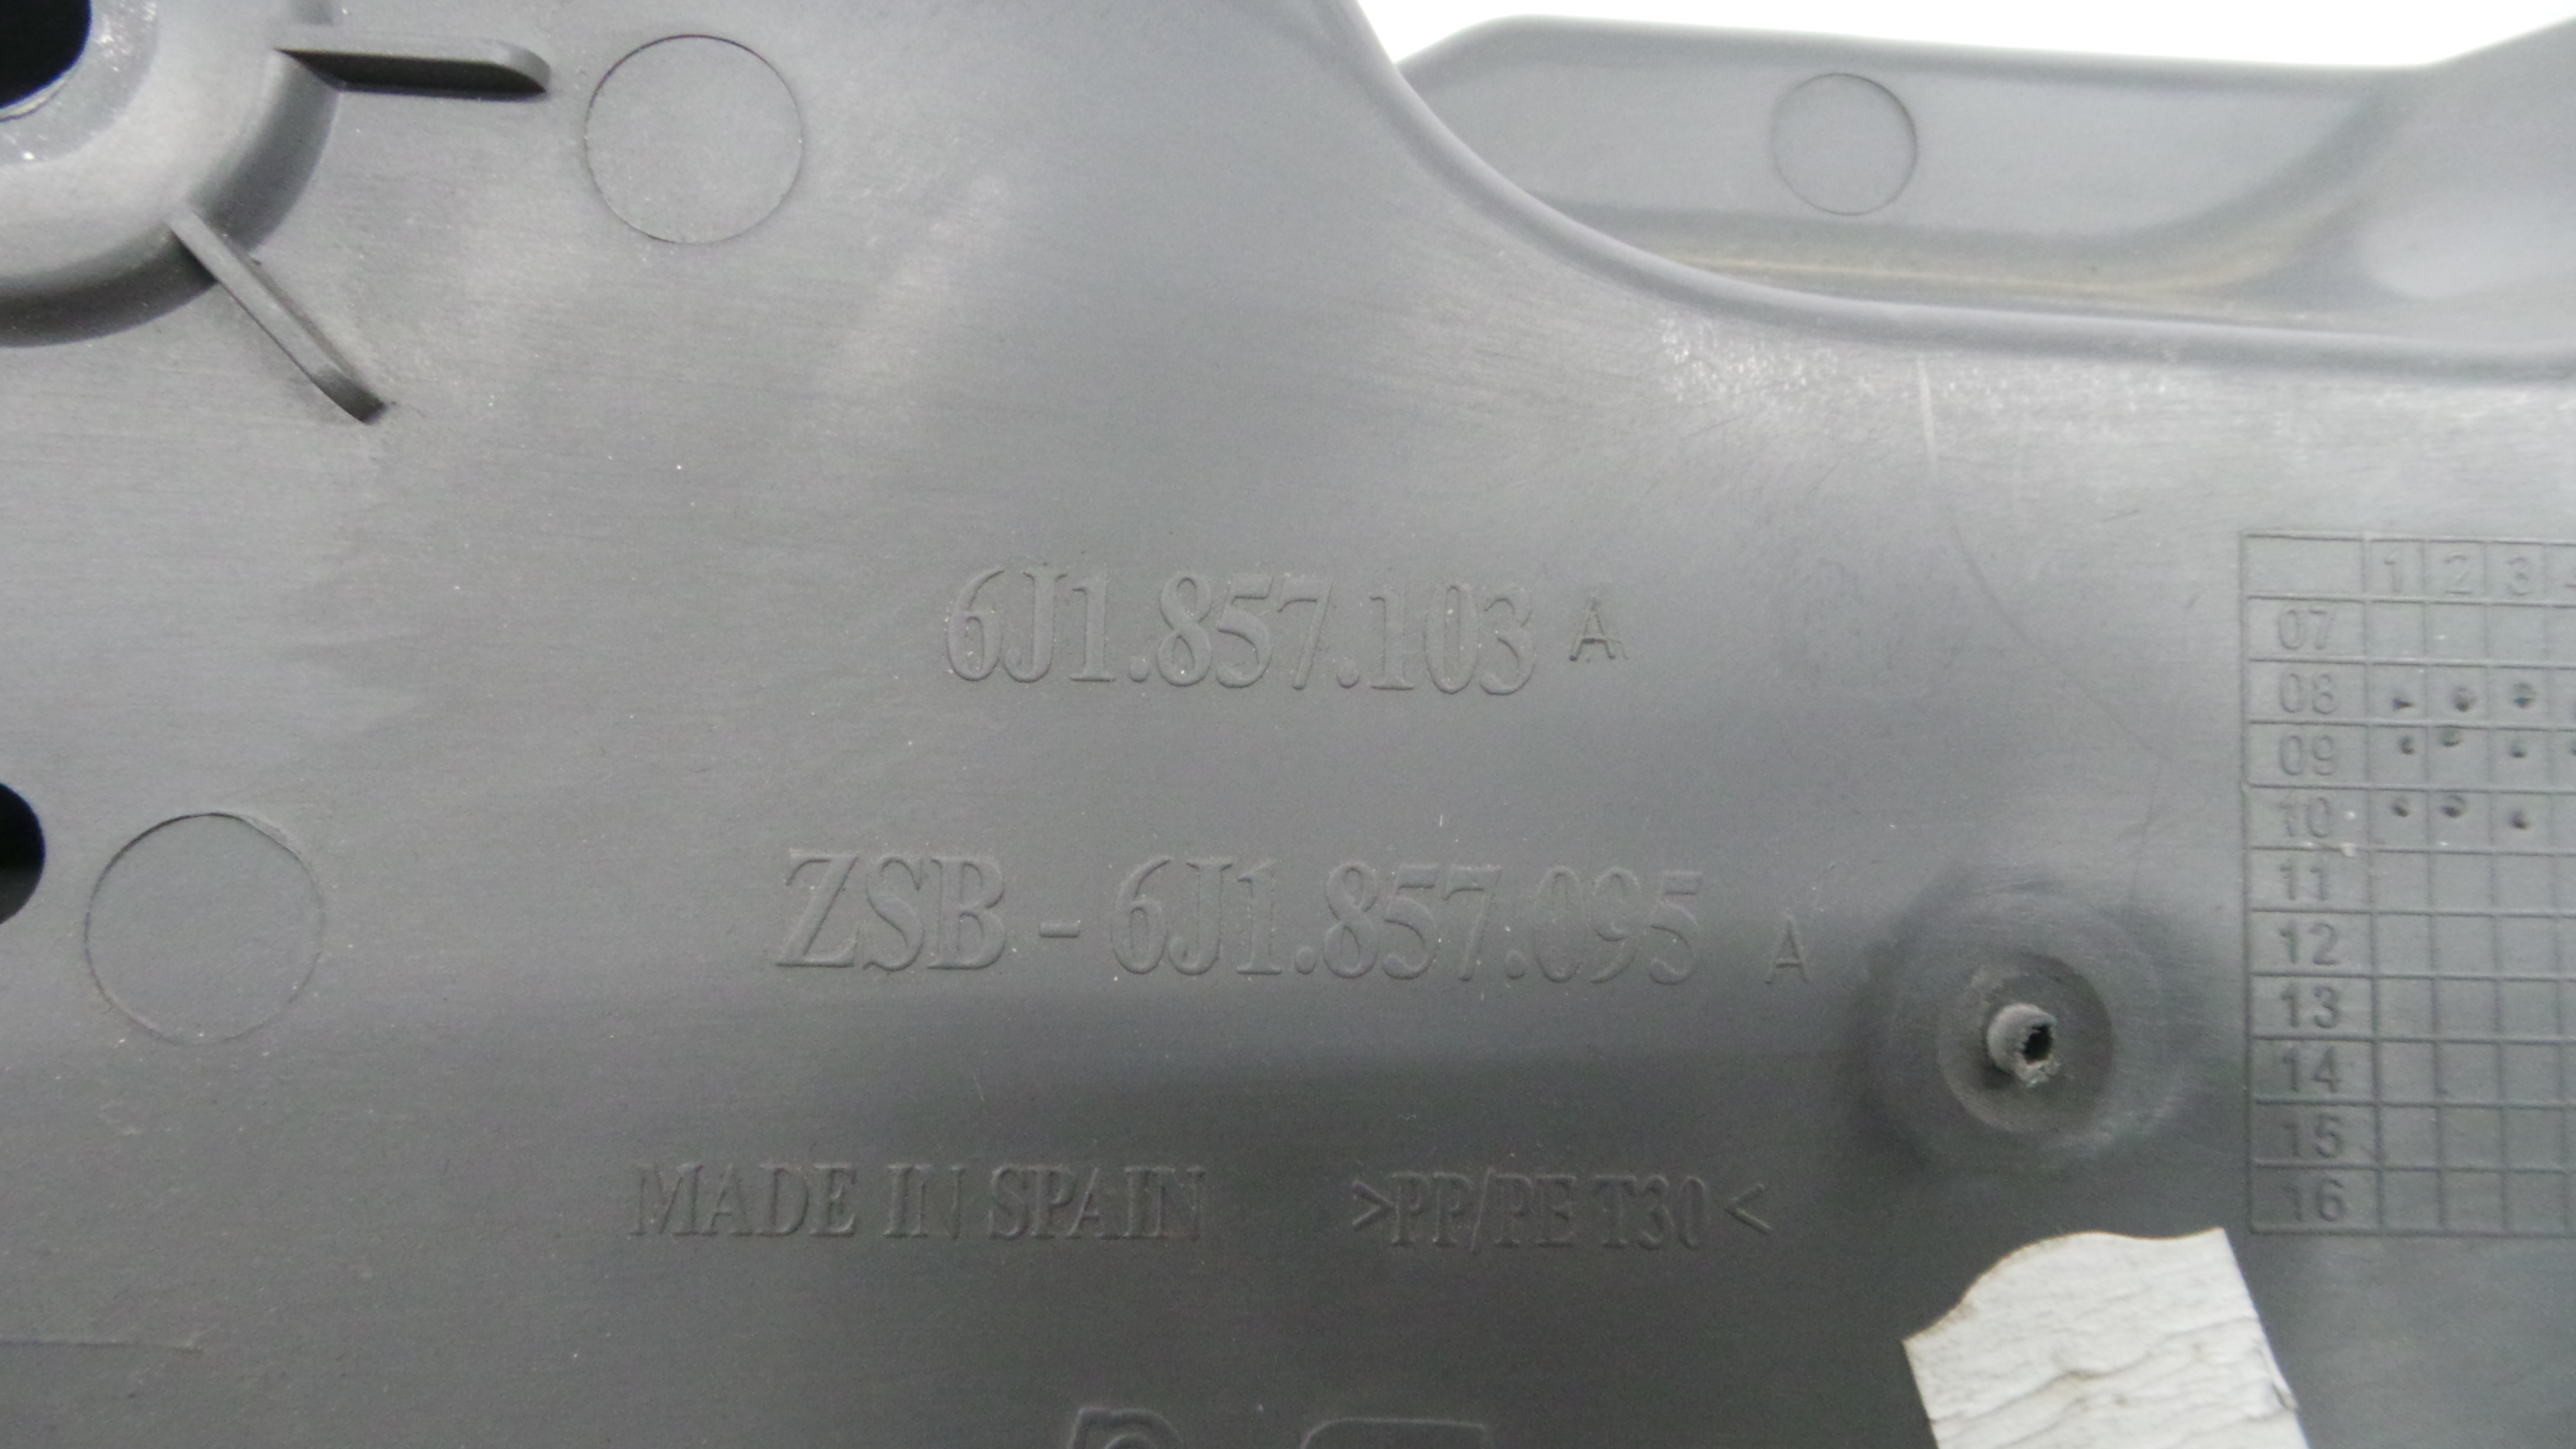 6J1.857.103 A
ZSB - 6J1.857.095 A
MADE IN SPAIN >PP/PE T30<
1 2 3
07
08
09
10
11
12
13
14
15
16